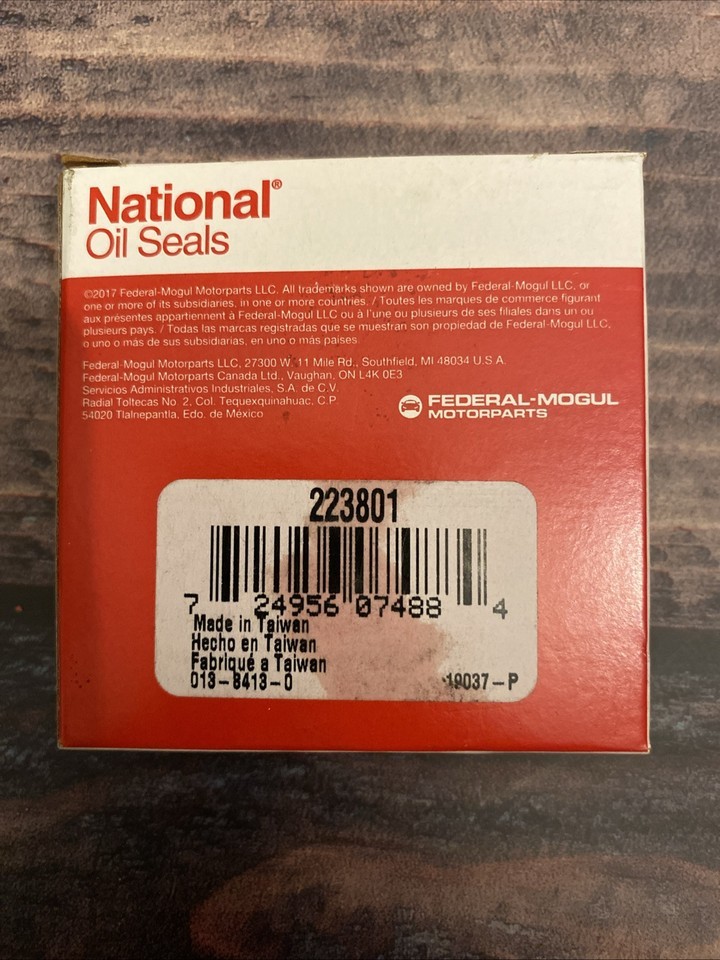 National®
Oil Seals
©2017 Federal-Mogul Motorparts LLC. All trademarks shown are owned by Federal-Mogul LLC, or
one or more of its subsidiaries, in one or more countries. / Toutes les marques de commerce figurant
aux présentes appartiennent à Federal-Mogul LLC ou à l'une ou plusieurs de ses filiales dans un ou
plusieurs pays. / Todas las marcas registradas que se muestran son propiedad de Federal-Mogul LLC,
o uno o más de sus subsidiarias, en uno o más países.
Federal-Mogul Motorparts LLC, 27300 W. 11 Mile Rd., Southfield, MI 48034 U.S.A.
Federal-Mogul Motorparts Canada Ltd., Vaughan, ON L4K 0E3
Servicios Administrativos Industriales, S.A. de C.V.
Radial Toltecas No. 2, Col. Tequexquinahuac, C.P.
54020 Tlalnepantla, Edo. de México
FEDERAL-MOGUL
MOTORPARTS
223801
7 24956 07488 4
Made in Taiwan
Hecho en Taiwan
Fabriqué a Taiwan
013-8413-0 19037-P